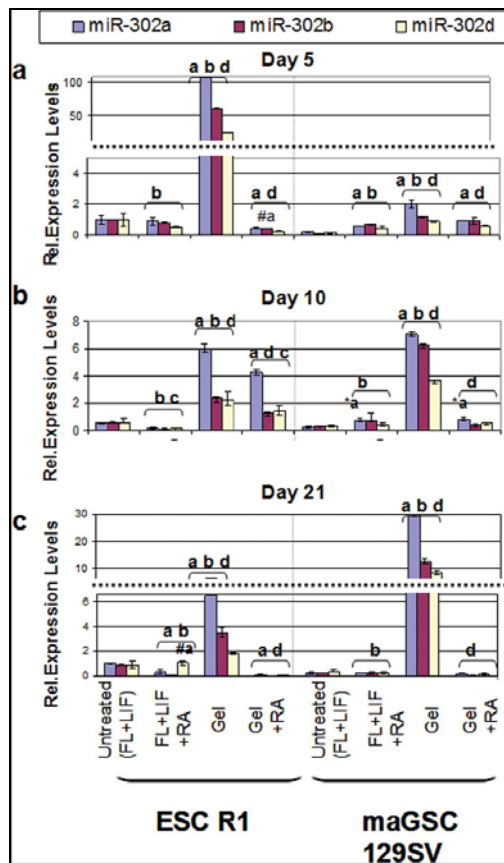 miR-302a miR-302b miR-302d
a
Day 5
Rel.Expression Levels
100
50
4
2
0
b
a b d
a d
#a
a b
a b d
a d
b
Day 10
Rel.Expression Levels
8
6
4
2
0
b c
a b d
a d c
b
*a
a b d
d
*a
Day 21
c
Rel.Expression Levels
30
20
10
6
4
2
0
a b
#a
a b d
a d
b
a b d
d
Untreated (FL+LIF)
FL+LIF +RA
Gel
Gel +RA
Untreated (FL+LIF)
FL+LIF +RA
Gel
Gel +RA
ESC R1
maGSC
129SV